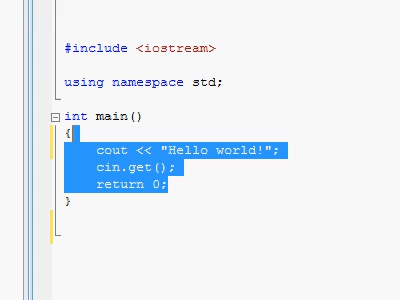 #include <iostream>
using namespace std;
int main()
{
cout << "Hello world!";
cin.get();
return 0;
}